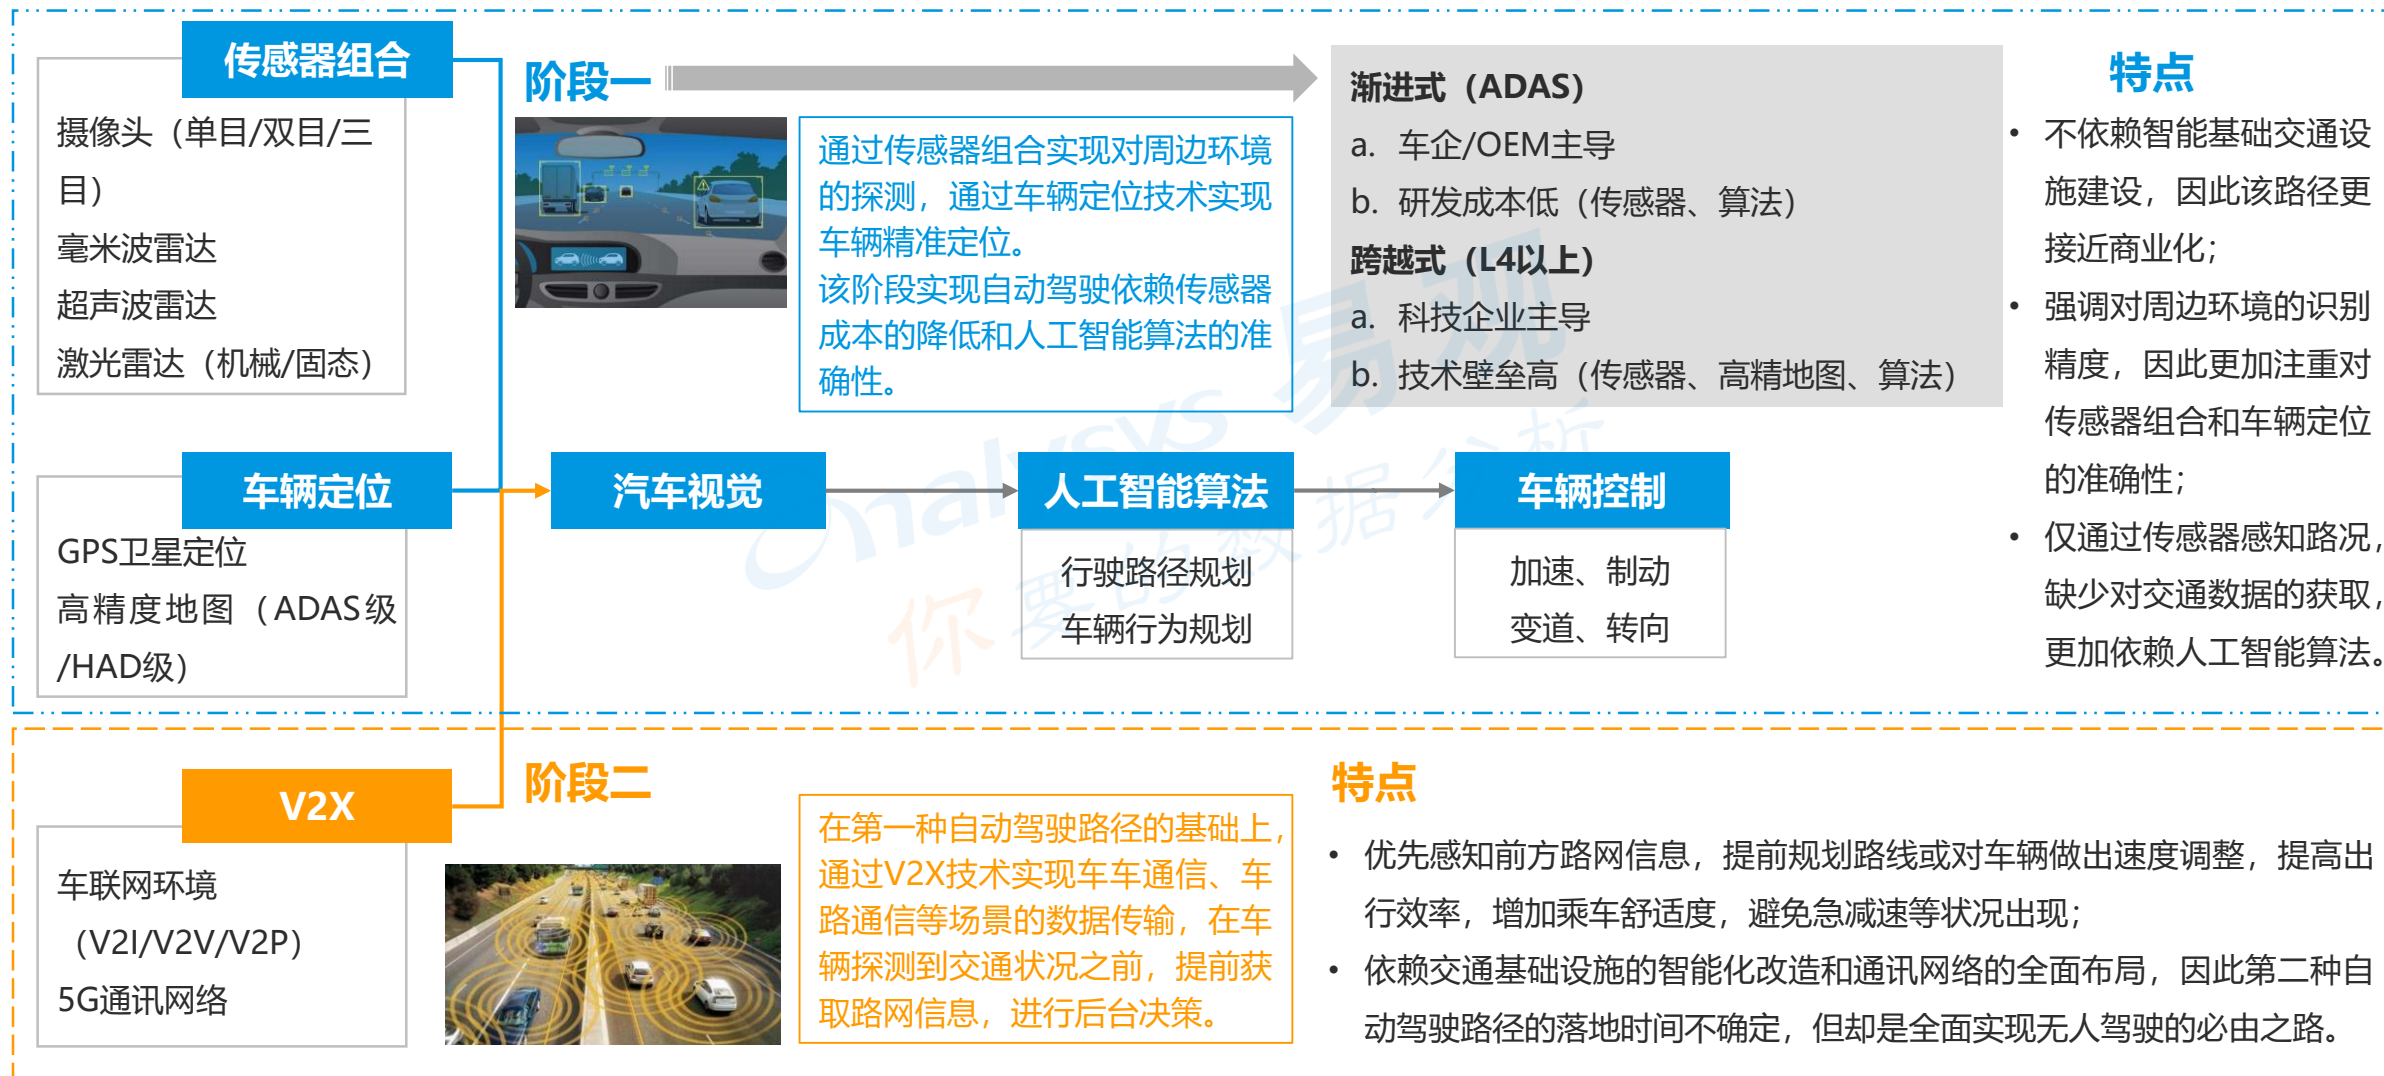 传感器组合
摄像头（单目/双目/三
目）
毫米波雷达
超声波雷达
激光雷达（机械/固态）
阶段一
通过传感器组合实现对周边环境
的探测，通过车辆定位技术实现
车辆精准定位。
该阶段实现自动驾驶依赖传感器
成本的降低和人工智能算法的准
确性。
渐进式（ADAS）
a. 车企/OEM主导
b. 研发成本低（传感器、算法）
跨越式（L4以上）
a. 科技企业主导
b. 技术壁垒高（传感器、高精地图、算法）
特点
• 不依赖智能基础交通设
施建设，因此该路径更
接近商业化；
• 强调对周边环境的识别
精度，因此更加注重对
传感器组合和车辆定位
的准确性；
• 仅通过传感器感知路况，
缺少对交通数据的获取，
更加依赖人工智能算法。
车辆定位
GPS卫星定位
高精度地图（ADAS级
/HAD级）
汽车视觉
人工智能算法
行驶路径规划
车辆行为规划
车辆控制
加速、制动
变道、转向
analysys 易观
你要的数据分析
V2X
车联网环境
（V2I/V2V/V2P）
5G通讯网络
阶段二
在第一种自动驾驶路径的基础上，
通过V2X技术实现车车通信、车
路通信等场景的数据传输，在车
辆探测到交通状况之前，提前获
取路网信息，进行后台决策。
特点
• 优先感知前方路网信息，提前规划路线或对车辆做出速度调整，提高出
行效率，增加乘车舒适度，避免急减速等状况出现；
• 依赖交通基础设施的智能化改造和通讯网络的全面布局，因此第二种自
动驾驶路径的落地时间不确定，但却是全面实现无人驾驶的必由之路。